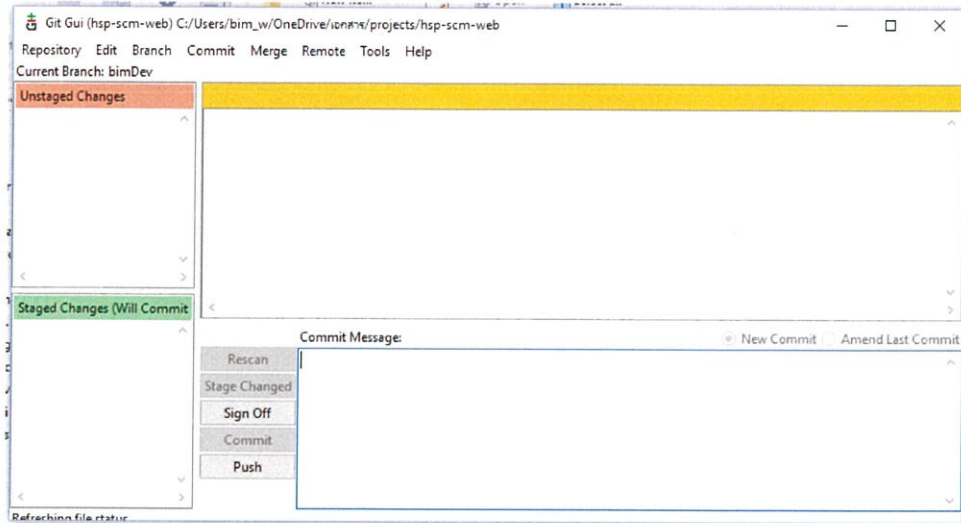 Git Gui (hsp-scm-web) C:/Users/bim_w/OneDrive/เอกสาร/projects/hsp-scm-web
Repository Edit Branch Commit Merge Remote Tools Help
Current Branch: bimDev
Unstaged Changes
Staged Changes (Will Commit
Commit Message:
New Commit Amend Last Commit
Rescan
Stage Changed
Sign Off
Commit
Push
Refreshing file status